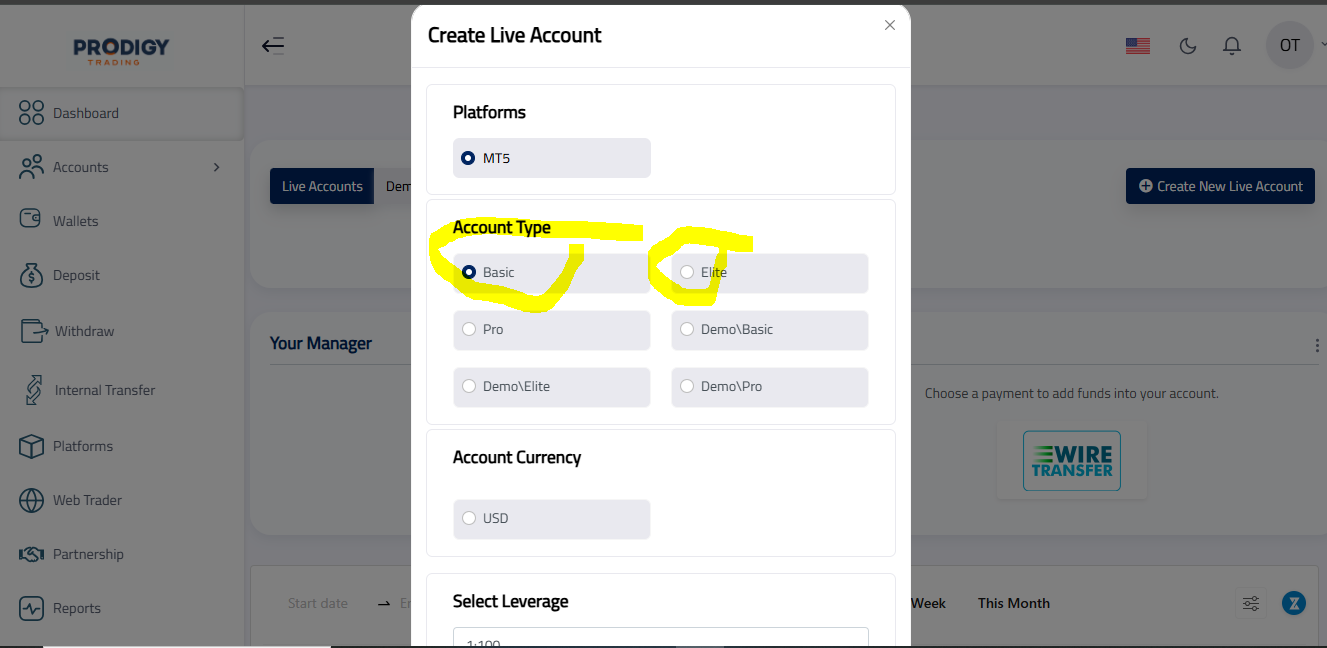 PRODIGY
TRADING
Dashboard
Accounts
Wallets
Deposit
Withdraw
Internal Transfer
Platforms
Web Trader
Partnership
Reports
OT
Live Accounts
Create New Live Account
Your Manager
Choose a payment to add funds into your account.
WIRE
TRANSFER
Start date
Week
This Month
Create Live Account
Platforms
MT5
Account Type
Basic
Elite
Pro
Demo\Basic
Demo\Elite
Demo\Pro
Account Currency
USD
Select Leverage
1:100